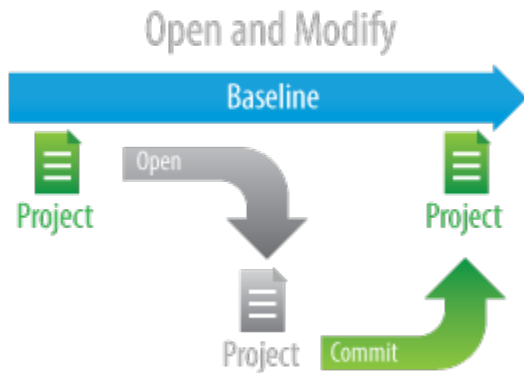 Open and Modify
Baseline
Open
Project
Project
Project
Commit